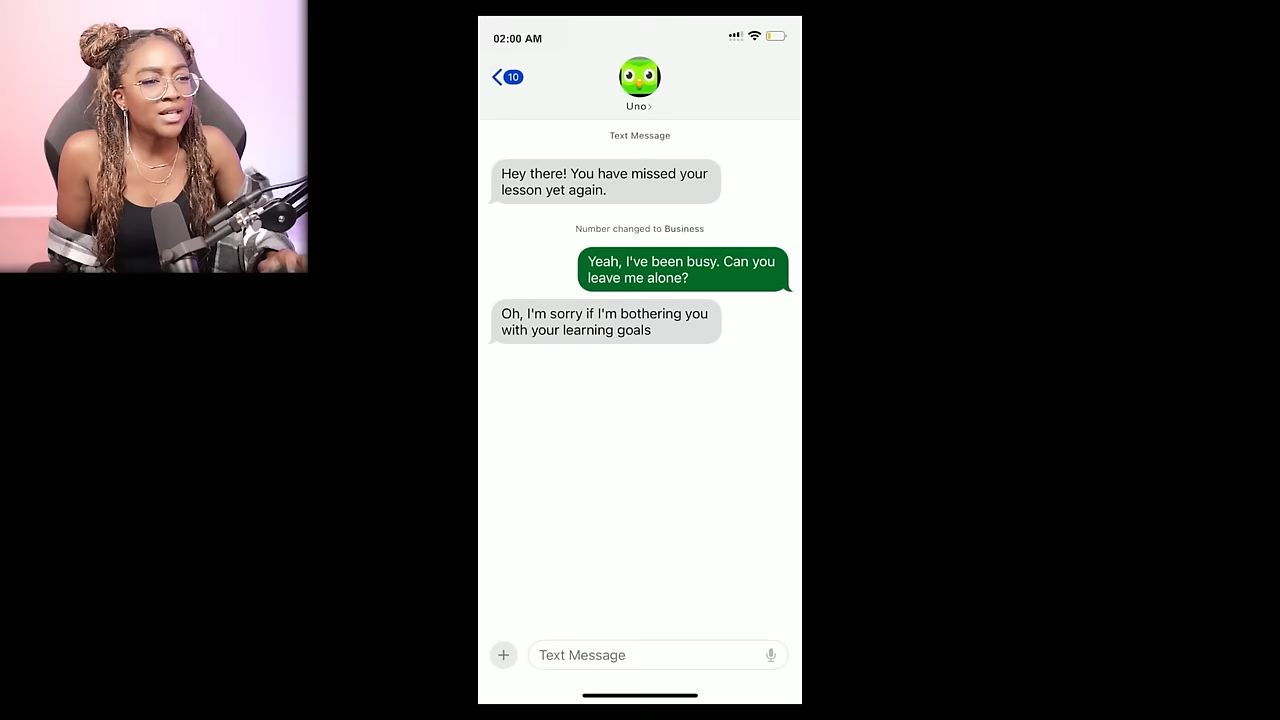 02:00 AM
10
Uno
Text Message
Hey there! You have missed your
lesson yet again.
Number changed to Business
Yeah, I've been busy. Can you
leave me alone?
Oh, I'm sorry if I'm bothering you
with your learning goals
Text Message